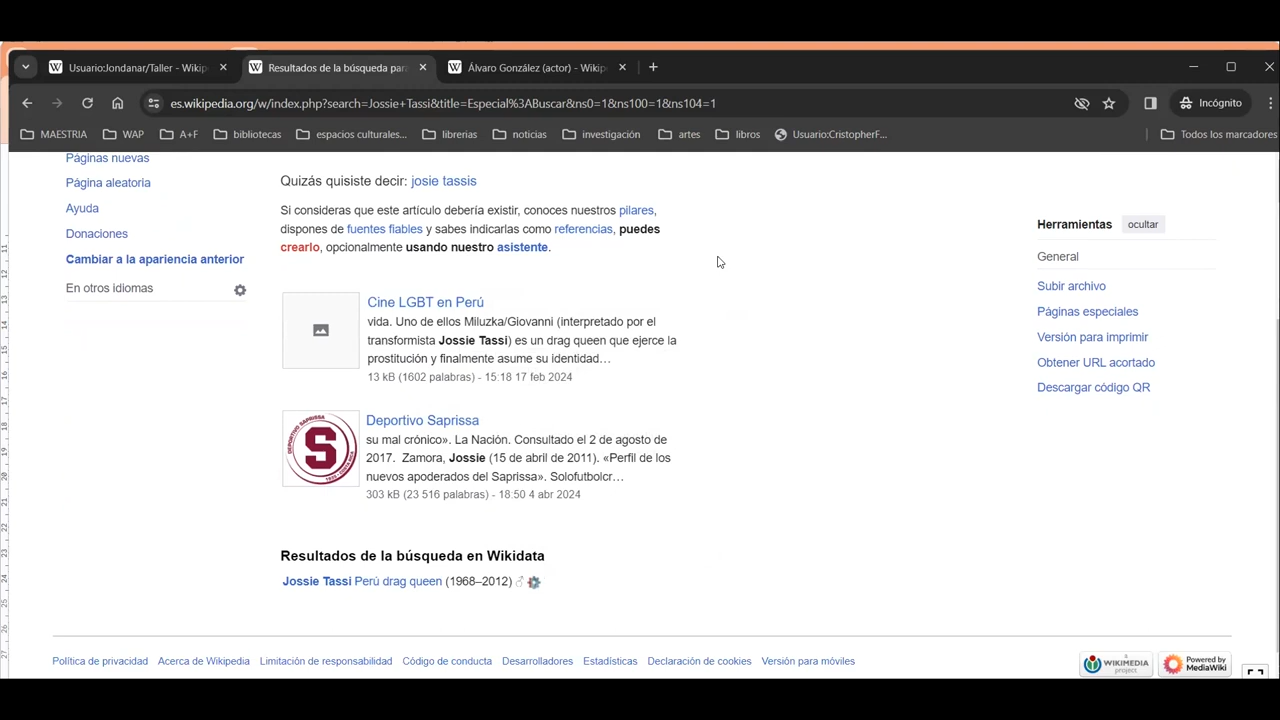 Usuario:Jondanar/Taller - Wikip
Resultados de la búsqueda para
Álvaro González (actor) - Wikip
es.wikipedia.org/w/index.php?search=Jossie+Tassi&title=Especial%3ABuscar&ns0=1&ns100=1&ns104=1
Incógnito
MAESTRIA
WAP
A+F
bibliotecas
espacios culturales...
librerias
noticias
investigación
artes
libros
Usuario:CristopherF...
Todos los marcadores
Páginas nuevas
Página aleatoria
Ayuda
Donaciones
Cambiar a la apariencia anterior
En otros idiomas
Quizás quisiste decir: josie tassis
Si consideras que este artículo debería existir, conoces nuestros pilares,
dispones de fuentes fiables y sabes indicarlas como referencias, puedes
crearlo, opcionalmente usando nuestro asistente.
Cine LGBT en Perú
vida. Uno de ellos Miluzka/Giovanni (interpretado por el
transformista Jossie Tassi) es un drag queen que ejerce la
prostitución y finalmente asume su identidad…
13 kB (1602 palabras) - 15:18 17 feb 2024
DEPORTIVO SAPRISSA
S
Deportivo Saprissa
su mal crónico». La Nación. Consultado el 2 de agosto de
2017. Zamora, Jossie (15 de abril de 2011). «Perfil de los
nuevos apoderados del Saprissa». Solofutbolcr…
303 kB (23 516 palabras) - 18:50 4 abr 2024
Resultados de la búsqueda en Wikidata
Jossie Tassi Perú drag queen (1968–2012)
Herramientas
ocultar
General
Subir archivo
Páginas especiales
Versión para imprimir
Obtener URL acortado
Descargar código QR
Política de privacidad
Acerca de Wikipedia
Limitación de responsabilidad
Código de conducta
Desarrolladores
Estadísticas
Declaración de cookies
Versión para móviles
A
WIKIMEDIA
project
Powered by
MediaWiki